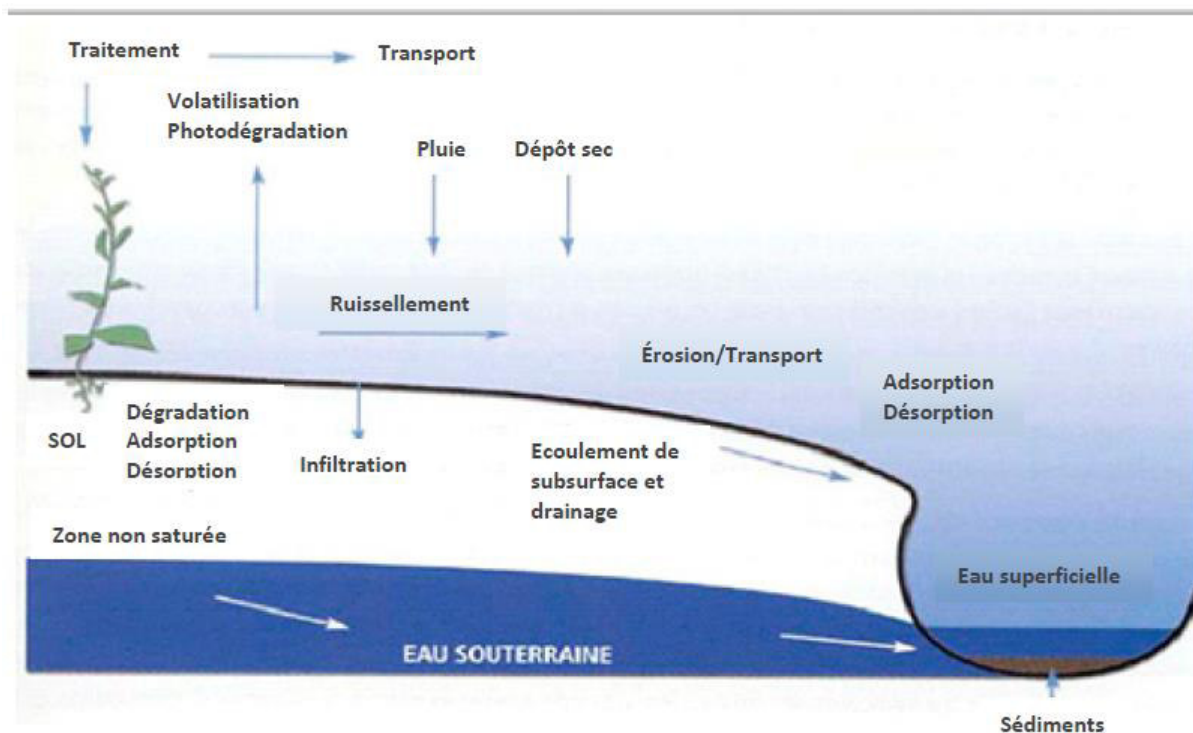 Traitement
Transport
Volatilisation
Photodégradation
Pluie
Dépôt sec
Ruissellement
Érosion/Transport
Adsorption
Désorption
SOL
Dégradation
Adsorption
Désorption
Infiltration
Ecoulement de
subsurface et
drainage
Zone non saturée
Eau superficielle
EAU SOUTERRAINE
Sédiments